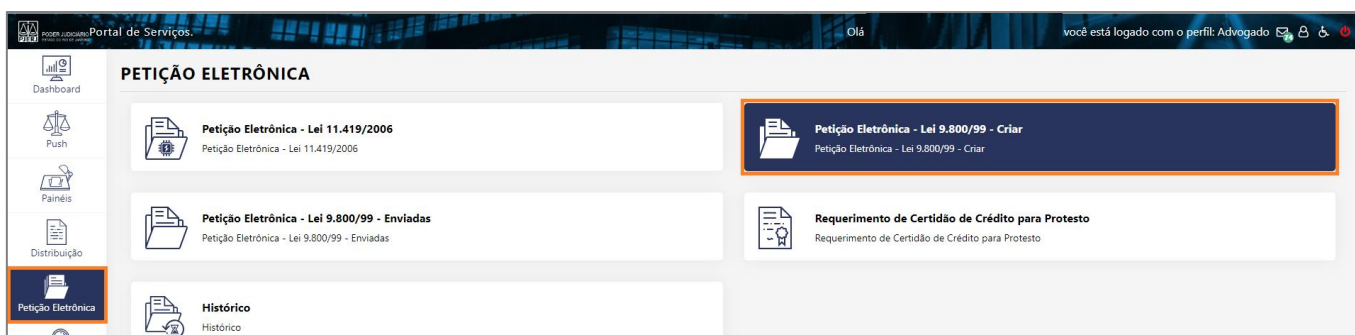 PODER JUDICIÁRIO Portal de Serviços. Olá você está logado com o perfil: Advogado
PJERJ
Dashboard
Push
Painéis
Distribuição
Petição Eletrônica
PETIÇÃO ELETRÔNICA
Petição Eletrônica - Lei 11.419/2006
Petição Eletrônica - Lei 11.419/2006
Petição Eletrônica - Lei 9.800/99 - Criar
Petição Eletrônica - Lei 9.800/99 - Criar
Petição Eletrônica - Lei 9.800/99 - Enviadas
Petição Eletrônica - Lei 9.800/99 - Enviadas
Requerimento de Certidão de Crédito para Protesto
Requerimento de Certidão de Crédito para Protesto
Histórico
Histórico